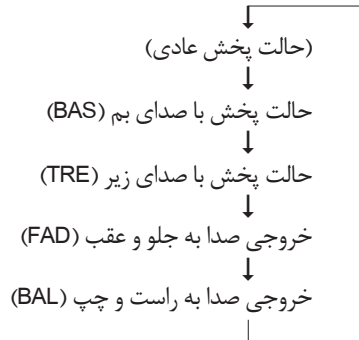 (حالت پخش عادی)
حالت پخش با صدای بم (BAS)
حالت پخش با صدای زیر (TRE)
خروجی صدا به جلو و عقب (FAD)
خروجی صدا به راست و چپ (BAL)